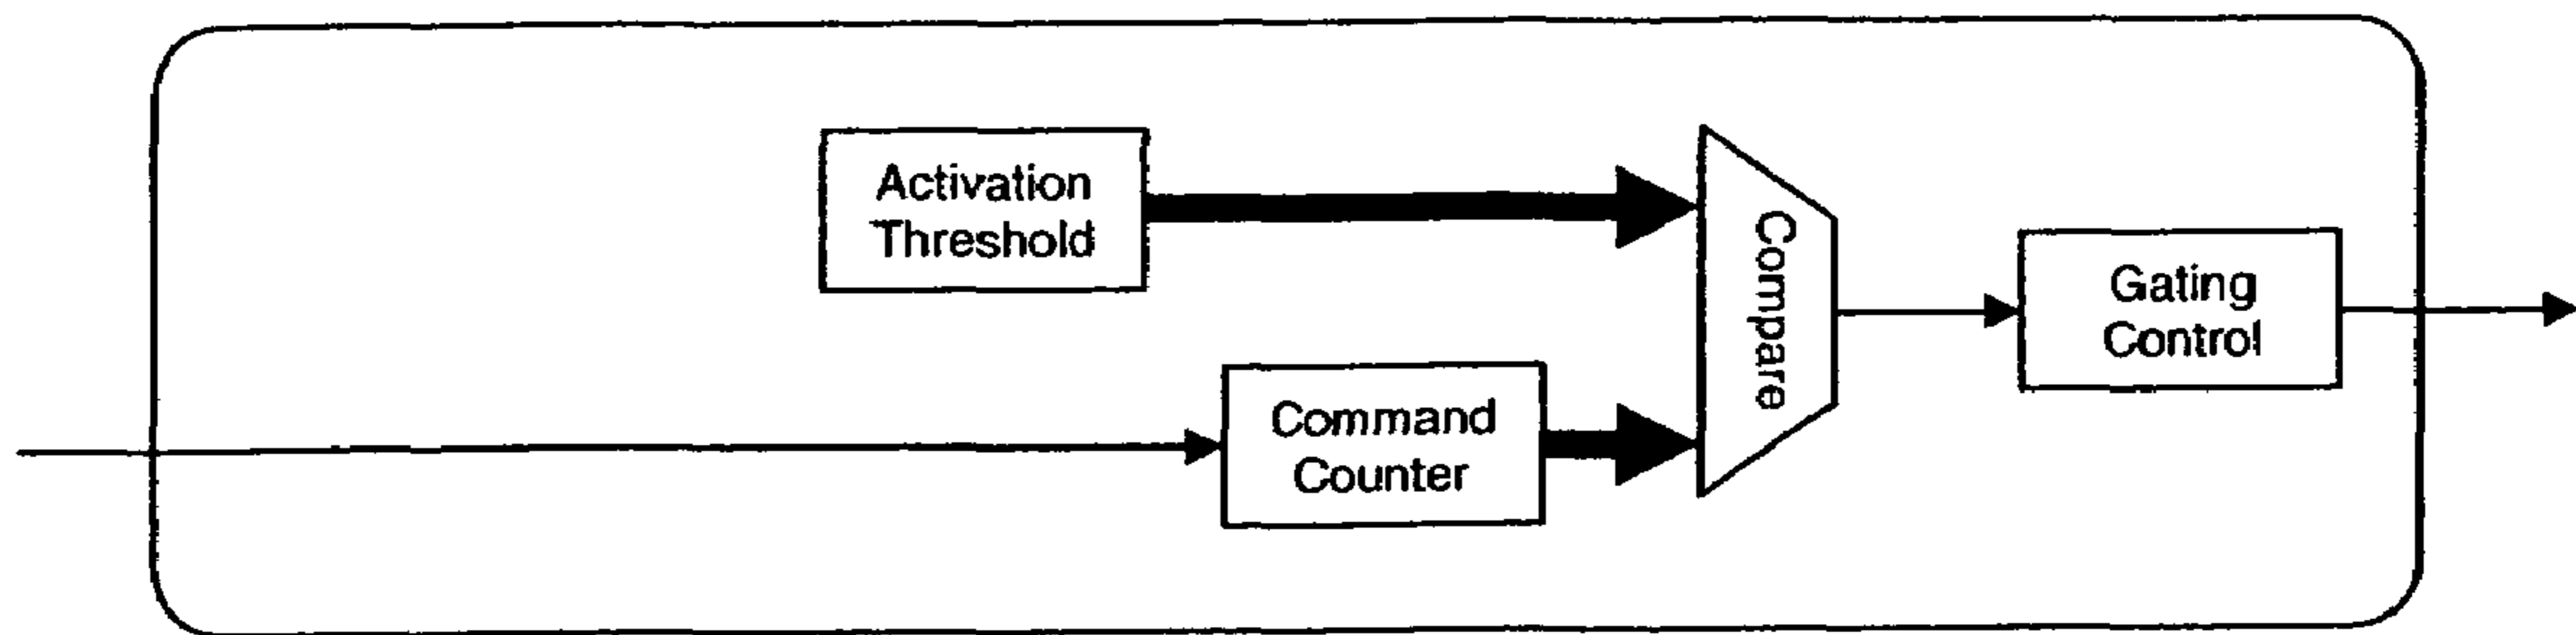 Activation
Threshold
Command
Counter
Compare
Gating
Control